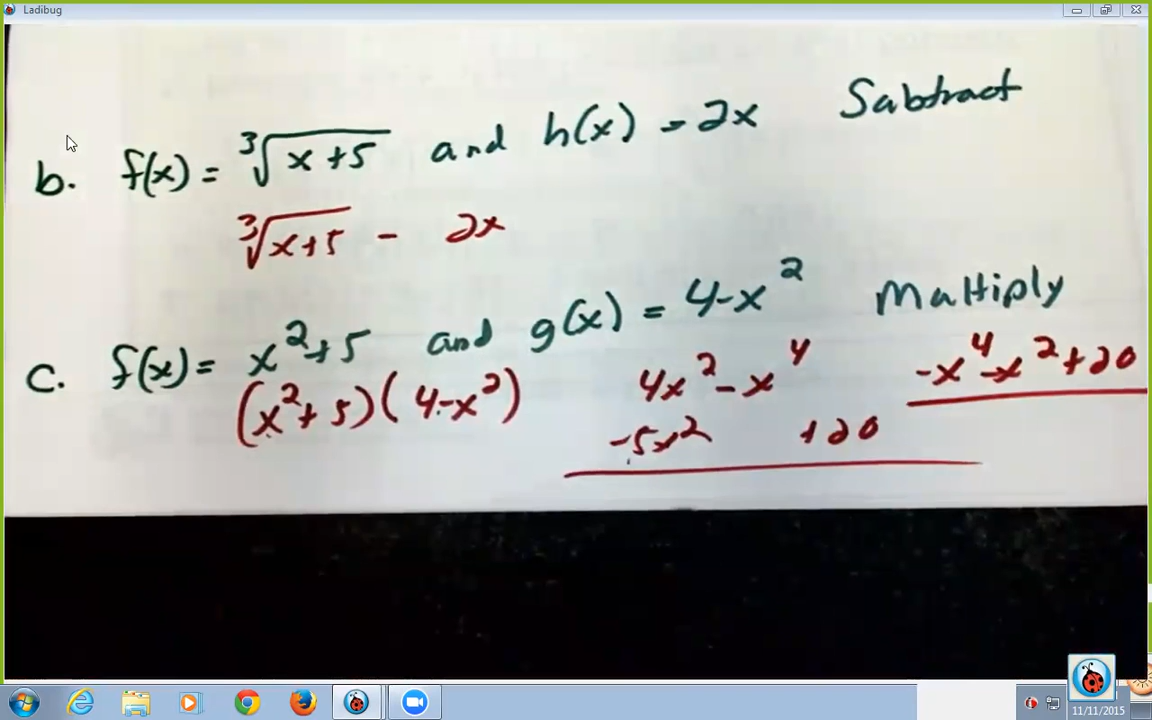 Ladibug
b. f(x) = ∛(x+5) and h(x) = 2x Subtract
∛(x+5) - 2x
c. f(x) = x²+5 and g(x) = 4-x² Multiply
(x²+5)(4-x²) 4x²-x⁴ -x⁴-x²+20
-5x² +20
11/11/2015